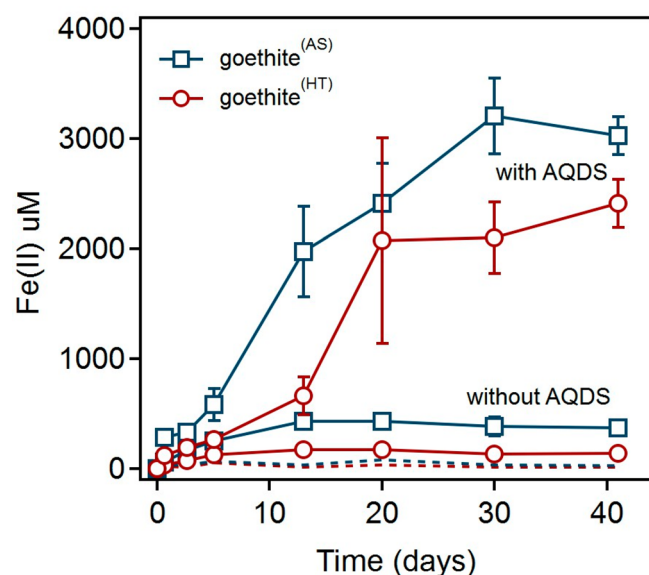 4000
goethite(AS)
goethite(HT)
3000
with AQDS
Fe(II) uM
2000
1000
without AQDS
0
0 10 20 30 40
Time (days)